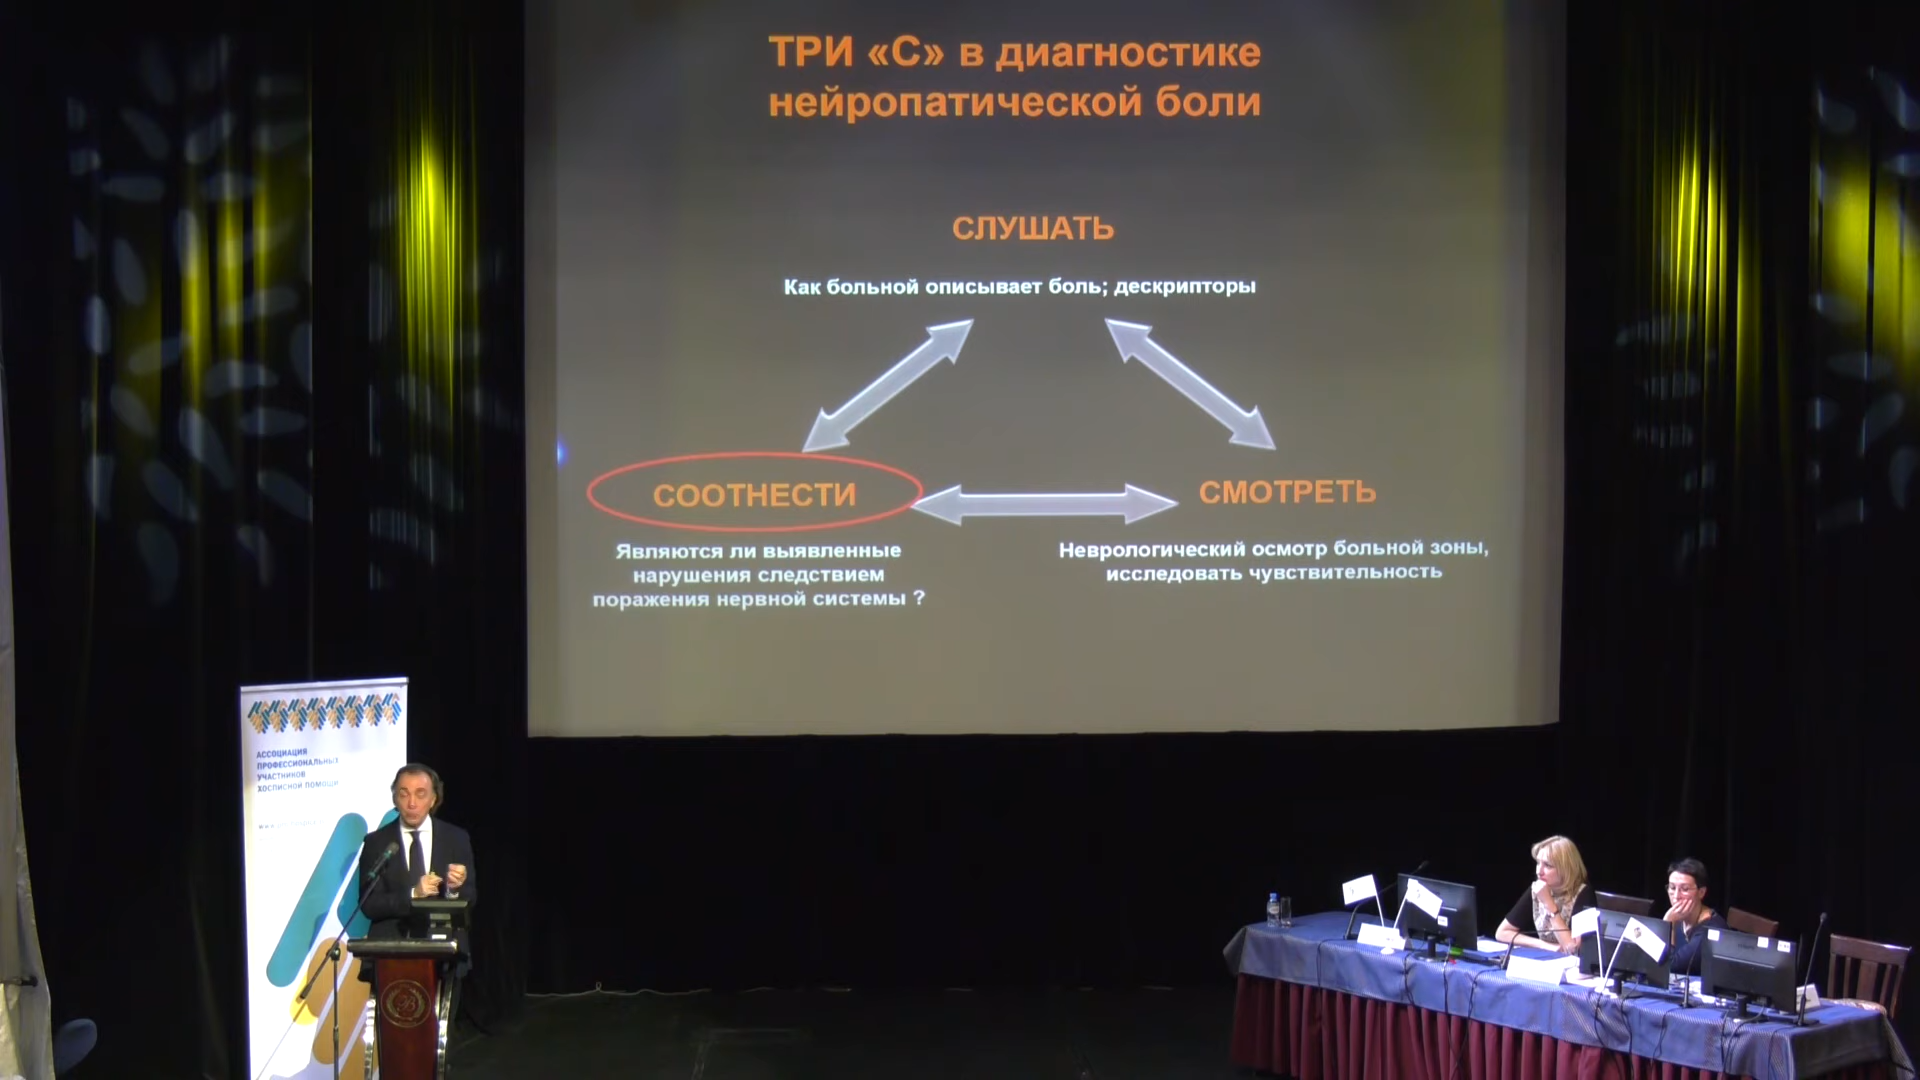 ТРИ «С» в диагностике
нейропатической боли
СЛУШАТЬ
Как больной описывает боль; дескрипторы
СООТНЕСТИ
Являются ли выявленные
нарушения следствием
поражения нервной системы ?
СМОТРЕТЬ
Неврологический осмотр больной зоны,
исследовать чувствительность
АССОЦИАЦИЯ
ПРОФЕССИОНАЛЬНЫХ
УЧАСТНИКОВ
ХОСПИСНОЙ ПОМОЩИ